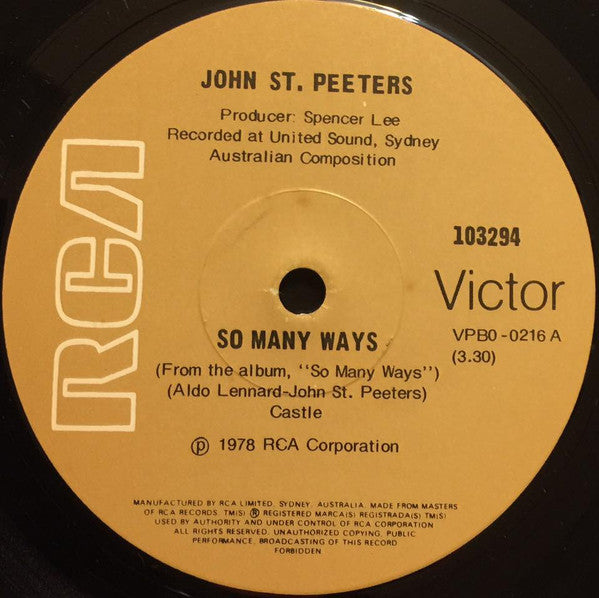 JOHN ST. PEETERS
Producer: Spencer Lee
Recorded at United Sound, Sydney
Australian Composition
RCA
103294
Victor
VPB0-0216 A
(3.30)
SO MANY WAYS
(From the album, "So Many Ways")
(Aldo Lennard-John St. Peeters)
Castle
℗ 1978 RCA Corporation
MANUFACTURED BY RCA LIMITED, SYDNEY, AUSTRALIA, MADE FROM MASTERS
OF RCA RECORDS. TM(S) ® REGISTERED MARCA(S) REGISTRADA(S) TM(S)
USED BY AUTHORITY AND UNDER CONTROL OF RCA CORPORATION
ALL RIGHTS RESERVED. UNAUTHORIZED COPYING, PUBLIC
PERFORMANCE, BROADCASTING OF THIS RECORD
FORBIDDEN